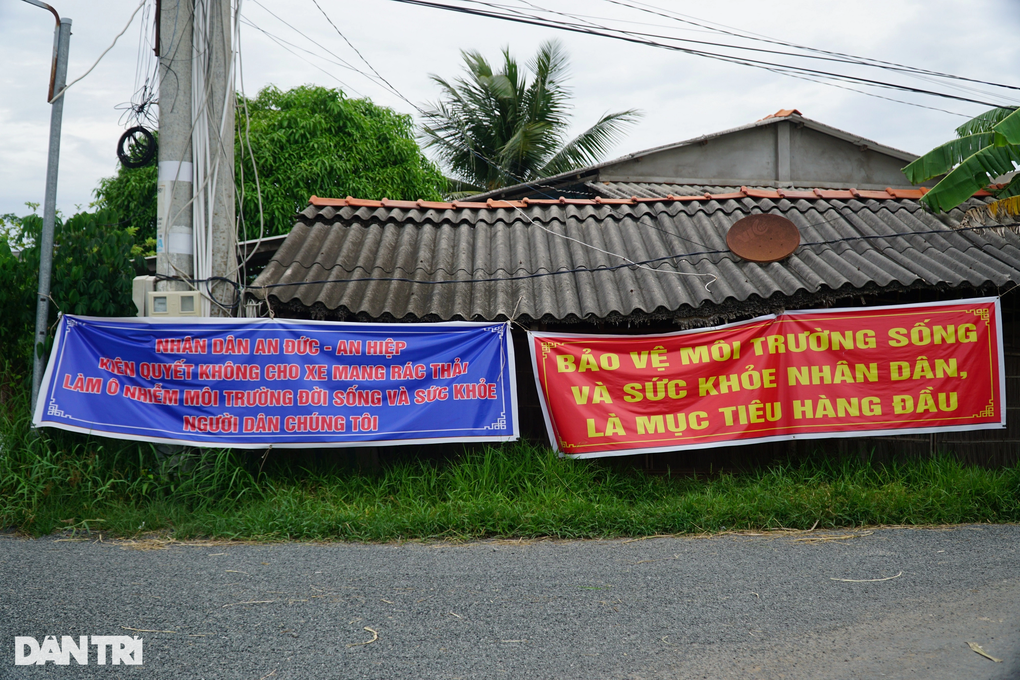 NHÂN DÂN AN ĐỨC - AN HIỆP
KIÊN QUYẾT KHÔNG CHO XE MANG RÁC THẢI
LÀM Ô NHIỄM MÔI TRƯỜNG ĐỜI SỐNG VÀ SỨC KHỎE
NGƯỜI DÂN CHÚNG TÔI
BẢO VỆ MÔI TRƯỜNG SỐNG
VÀ SỨC KHỎE NHÂN DÂN,
LÀ MỤC TIÊU HÀNG ĐẦU
DÂN TRÍ